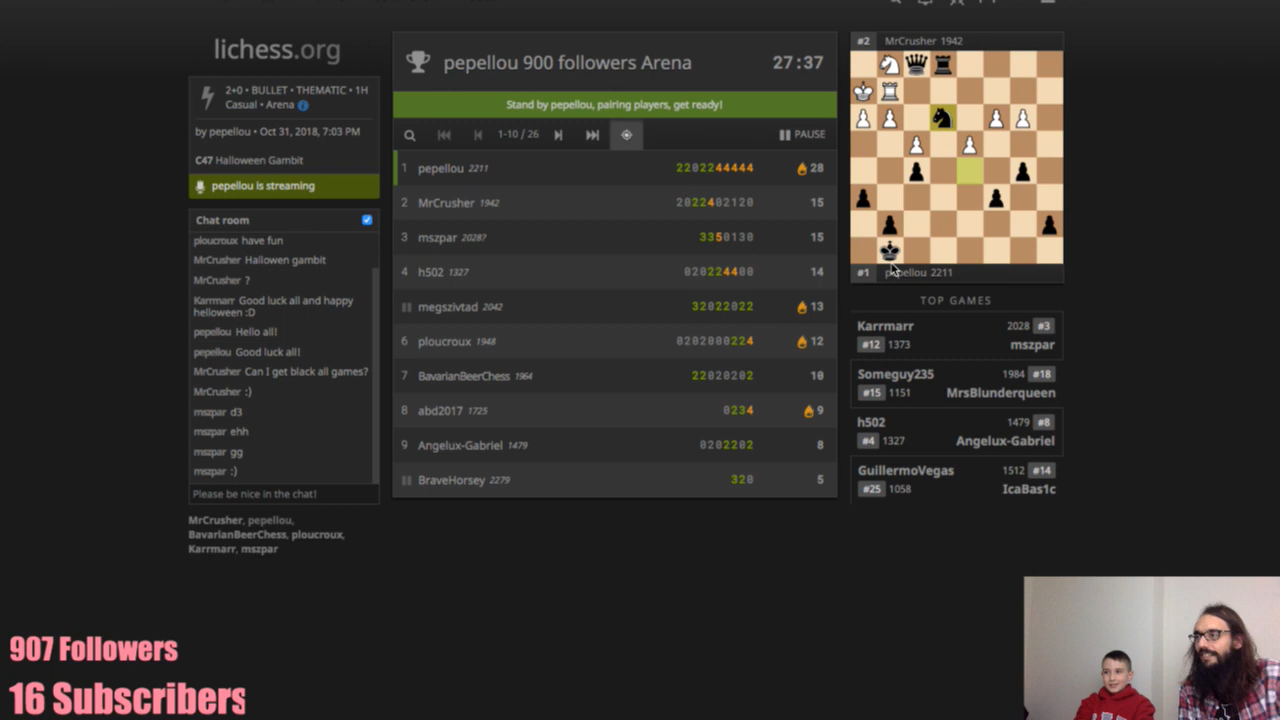 lichess.org
2+0 • BULLET • THEMATIC • 1H
Casual • Arena
by pepellou • Oct 31, 2018, 7:03 PM
C47 Halloween Gambit
pepellou is streaming
Chat room
ploucroux have fun
MrCrusher Hallowen gambit
MrCrusher ?
Karrmarr Good luck all and happy
helloween :D
pepellou Hello all!
pepellou Good luck all!
MrCrusher Can I get black all games?
MrCrusher :)
mszpar d3
mszpar ehh
mszpar gg
mszpar :)
Please be nice in the chat!
MrCrusher, pepellou,
BavarianBeerChess, ploucroux,
Karrmarr, mszpar
pepellou 900 followers Arena 27:37
Stand by pepellou, pairing players, get ready!
1-10 / 26 PAUSE
1 pepellou 2211 2202244444 28
2 MrCrusher 1942 2022402120 15
3 mszpar 2028? 3350130 15
4 h502 1327 020224400 14
megszivtad 2042 32022022 13
6 ploucroux 1948 0202000224 12
7 BavarianBeerChess 1964 22020202 10
8 abd2017 1725 0234 9
9 Angelux-Gabriel 1479 0202202 8
BraveHorsey 2279 320 5
#2 MrCrusher 1942
#1 pepellou 2211
TOP GAMES
Karrmarr 2028 #3
#12 1373 mszpar
Someguy235 1984 #18
#15 1151 MrsBlunderqueen
h502 1479 #8
#4 1327 Angelux-Gabriel
GuillermoVegas 1512 #14
#25 1058 IcaBas1c
907 Followers
16 Subscribers